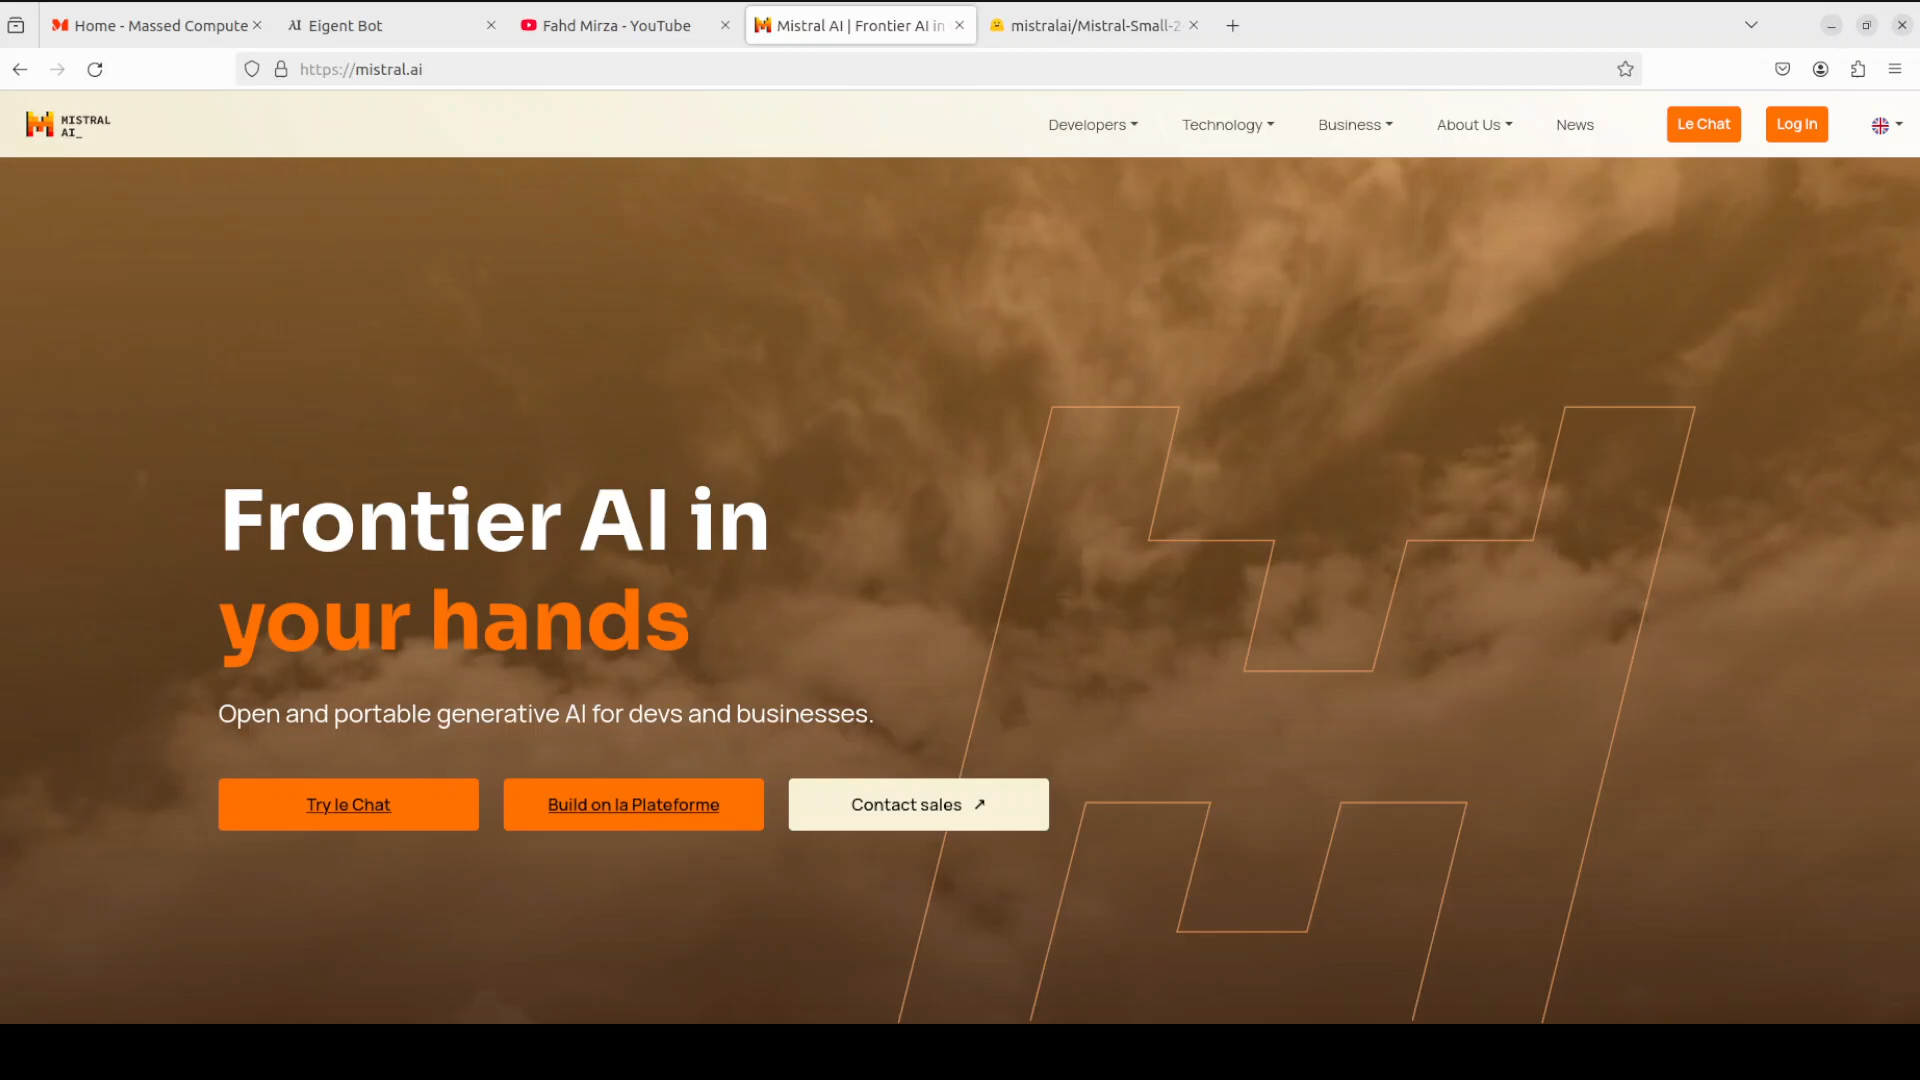 Home - Massed Compute
AI Eigent Bot
Fahd Mirza - YouTube
Mistral AI | Frontier AI in
mistralai/Mistral-Small-2
https://mistral.ai
MISTRAL
AI_
Developers
Technology
Business
About Us
News
Le Chat
Log In
Frontier AI in
your hands
Open and portable generative AI for devs and businesses.
Try le Chat
Build on la Plateforme
Contact sales ↗